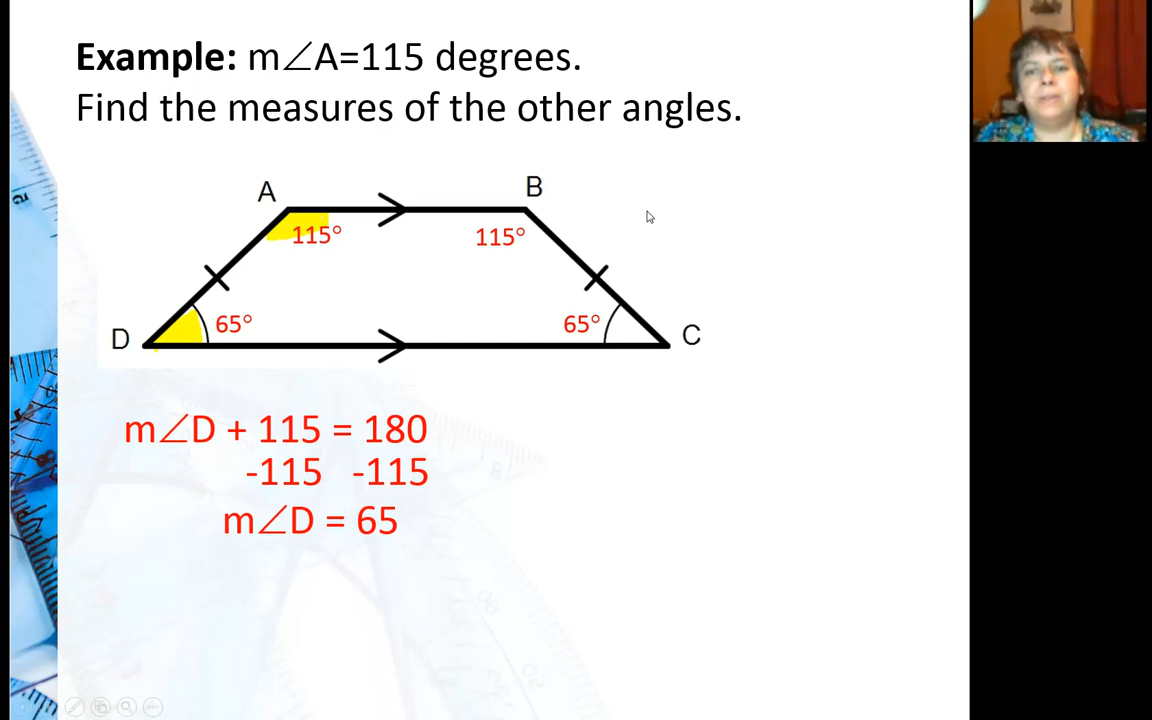 Example: m∠A=115 degrees.
Find the measures of the other angles.
A B
115° 115°
65° 65°
D C
m∠D + 115 = 180
-115 -115
m∠D = 65